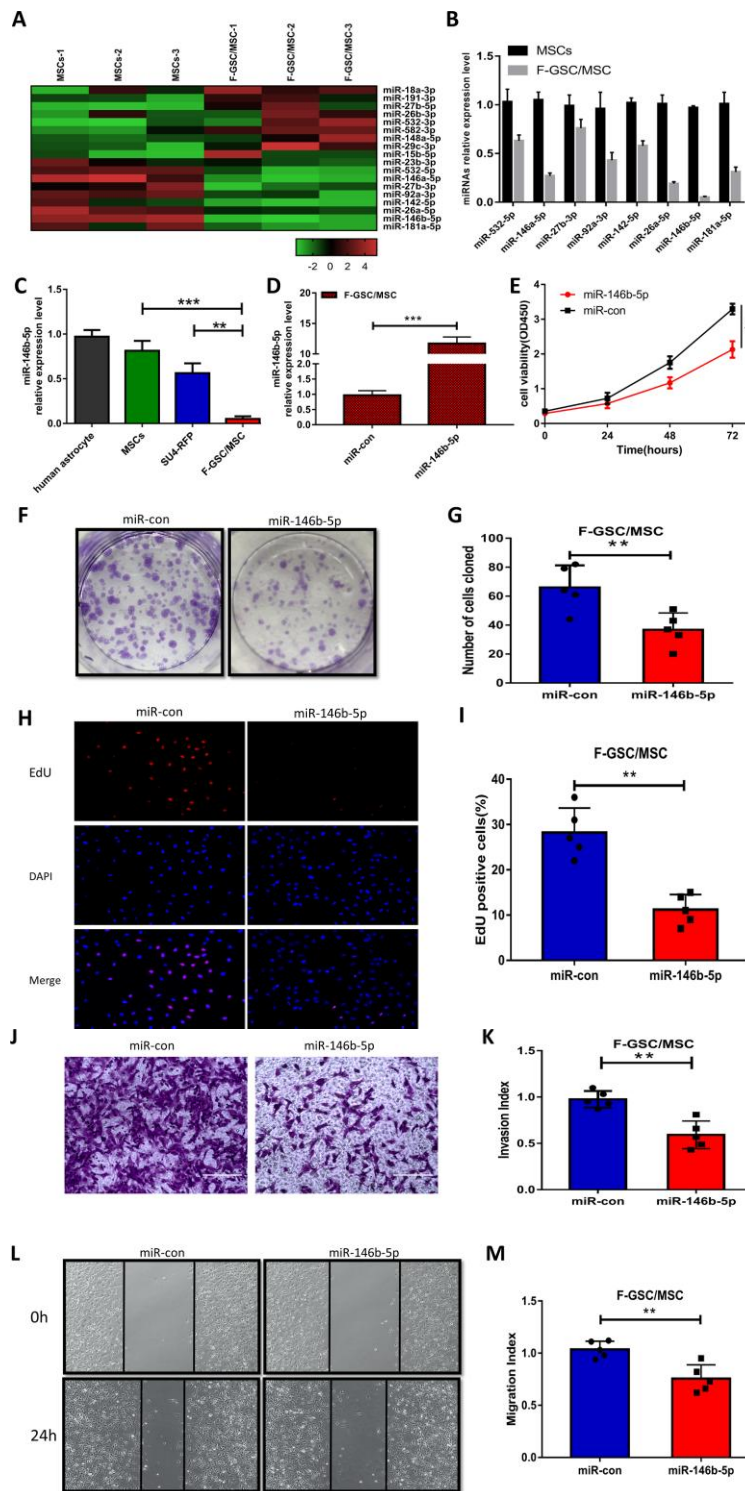 A
MSCs-1
MSCs-2
MSCs-3
F-GSC/MSC-1
F-GSC/MSC-2
F-GSC/MSC-3
miR-18a-3p
miR-191-3p
miR-27b-5p
miR-26b-3p
miR-532-3p
miR-582-3p
miR-148a-5p
miR-29c-3p
miR-15b-5p
miR-23b-3p
miR-532-5p
miR-146a-5p
miR-27b-3p
miR-92a-3p
miR-142-5p
miR-26a-5p
miR-146b-5p
miR-181a-5p
-2 0 2 4
B
MSCs
F-GSC/MSC
miRNAs relative expression level
1.5
1.0
0.5
0.0
miR-532-5p
miR-146a-5p
miR-27b-3p
miR-92a-3p
miR-142-5p
miR-26a-5p
miR-146b-5p
miR-181a-5p
C
miR-146b-5p
relative expression level
1.5
1.0
0.5
0.0
***
**
human astrocyte
MSCs
SU4-RFP
F-GSC/MSC
D
F-GSC/MSC
miR-146b-5p
relative expression level
20
15
10
5
2.0
1.5
1.0
0.5
0.0
***
miR-con
miR-146b-5p
E
miR-146b-5p
miR-con
cell viability(OD450)
4
3
2
1
0
0 24 48 72
Time(hours)
F
miR-con miR-146b-5p
G
F-GSC/MSC
**
Number of cells cloned
100
80
60
40
20
0
miR-con miR-146b-5p
H
miR-con miR-146b-5p
EdU
DAPI
Merge
I
F-GSC/MSC
**
EdU positive cells(%)
40
30
20
10
0
miR-con miR-146b-5p
J
miR-con miR-146b-5p
K
F-GSC/MSC
**
Invasion Index
1.5
1.0
0.5
0.0
miR-con miR-146b-5p
L
miR-con miR-146b-5p
0h
24h
M
F-GSC/MSC
**
Migration Index
1.5
1.0
0.5
0.0
miR-con miR-146b-5p